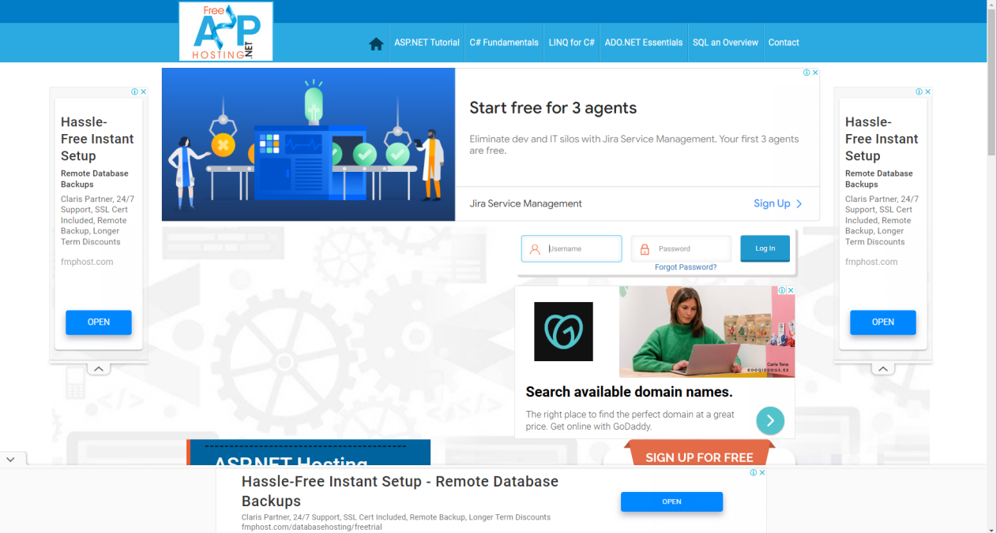 Free
ASP
.NET
HOSTING
ASP.NET Tutorial
C# Fundamentals
LINQ for C#
ADO.NET Essentials
SQL an Overview
Contact
Hassle-
Free Instant
Setup
Remote Database
Backups
Claris Partner, 24/7
Support, SSL Cert
Included, Remote
Backup, Longer
Term Discounts
fmphost.com
OPEN
Start free for 3 agents
Eliminate dev and IT silos with Jira Service Management. Your first 3 agents
are free.
Jira Service Management
Sign Up
Hassle-
Free Instant
Setup
Remote Database
Backups
Claris Partner, 24/7
Support, SSL Cert
Included, Remote
Backup, Longer
Term Discounts
fmphost.com
OPEN
Username
Password
Log In
Forgot Password?
Carla Tena
BOOGIEDOGS.ES
Search available domain names.
The right place to find the perfect domain at a great
price. Get online with GoDaddy.
ASP.NET Hosting
SIGN UP FOR FREE
Hassle-Free Instant Setup - Remote Database
Backups
Claris Partner, 24/7 Support, SSL Cert Included, Remote Backup, Longer Term Discounts
fmphost.com/databasehosting/freetrial
OPEN